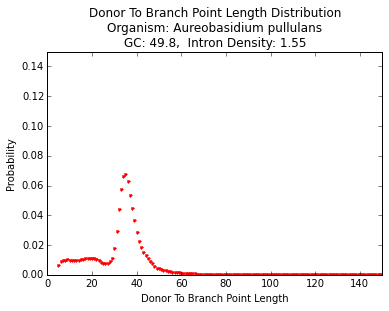 Donor To Branch Point Length Distribution
Organism: Aureobasidium pullulans
GC: 49.8,  Intron Density: 1.55
0.14
0.12
0.10
0.08
0.06
0.04
0.02
0.00
Probability
0 20 40 60 80 100 120 140
Donor To Branch Point Length